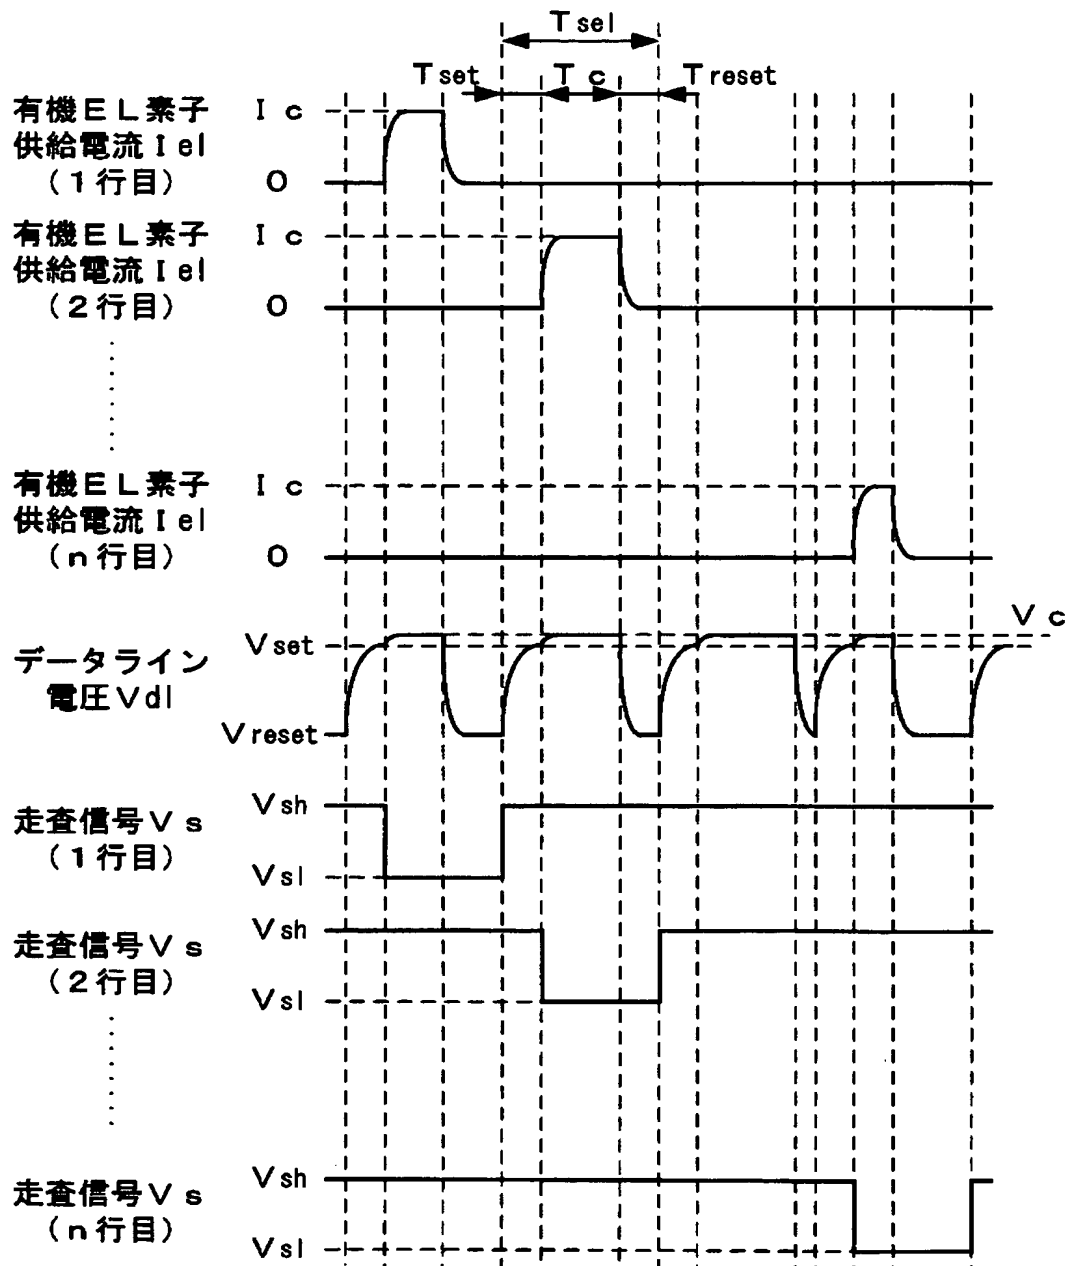 Tsel
Tset Tc Treset
有機EL素子
供給電流Iel
(1行目)
Ic
0
有機EL素子
供給電流Iel
(2行目)
Ic
0
有機EL素子
供給電流Iel
(n行目)
Ic
0
データライン
電圧Vdl
Vset
Vreset
Vc
走査信号Vs
(1行目)
Vsh
Vsl
走査信号Vs
(2行目)
Vsh
Vsl
走査信号Vs
(n行目)
Vsh
Vsl